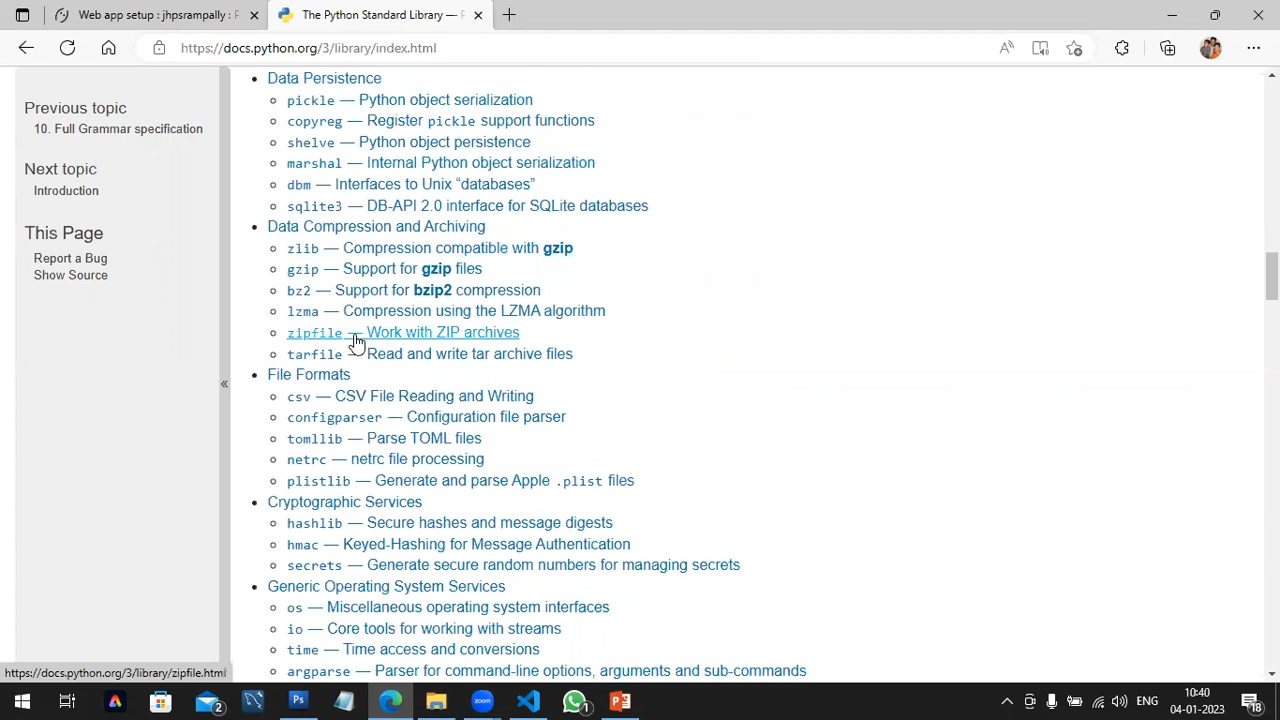 Web app setup : jhpsrampally : P
The Python Standard Library — P
https://docs.python.org/3/library/index.html
Previous topic
10. Full Grammar specification
Next topic
Introduction
This Page
Report a Bug
Show Source
«
Data Persistence
pickle — Python object serialization
copyreg — Register pickle support functions
shelve — Python object persistence
marshal — Internal Python object serialization
dbm — Interfaces to Unix “databases”
sqlite3 — DB-API 2.0 interface for SQLite databases
Data Compression and Archiving
zlib — Compression compatible with gzip
gzip — Support for gzip files
bz2 — Support for bzip2 compression
lzma — Compression using the LZMA algorithm
zipfile — Work with ZIP archives
tarfile — Read and write tar archive files
File Formats
csv — CSV File Reading and Writing
configparser — Configuration file parser
tomllib — Parse TOML files
netrc — netrc file processing
plistlib — Generate and parse Apple .plist files
Cryptographic Services
hashlib — Secure hashes and message digests
hmac — Keyed-Hashing for Message Authentication
secrets — Generate secure random numbers for managing secrets
Generic Operating System Services
os — Miscellaneous operating system interfaces
io — Core tools for working with streams
time — Time access and conversions
argparse — Parser for command-line options, arguments and sub-commands
https://docs.python.org/3/library/zipfile.html
2
Ps
zoom
1
ENG
10:40
04-01-2023
18